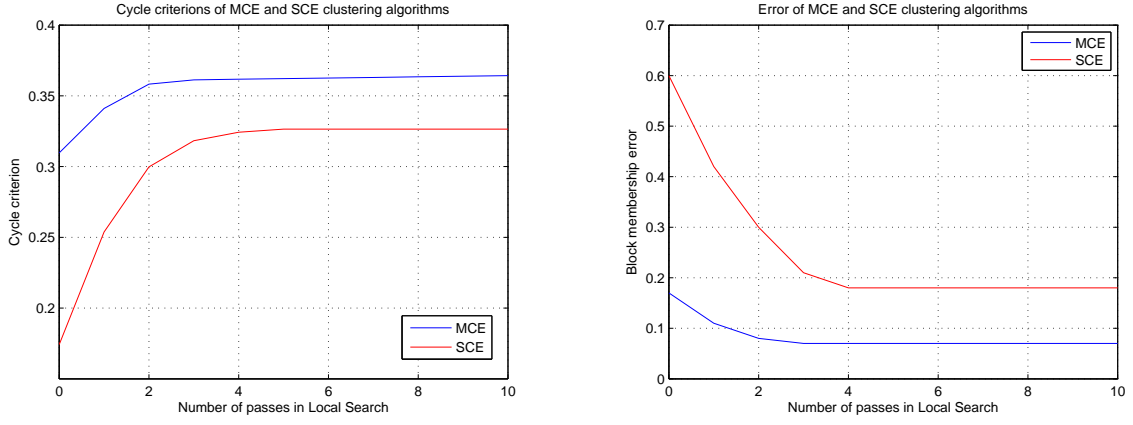 Cycle criterions of MCE and SCE clustering algorithms
0.4
0.35
0.3
0.25
0.2
Cycle criterion
MCE
SCE
0 2 4 6 8 10
Number of passes in Local Search
Error of MCE and SCE clustering algorithms
0.7
0.6
0.5
0.4
0.3
0.2
0.1
0
Block membership error
MCE
SCE
0 2 4 6 8 10
Number of passes in Local Search